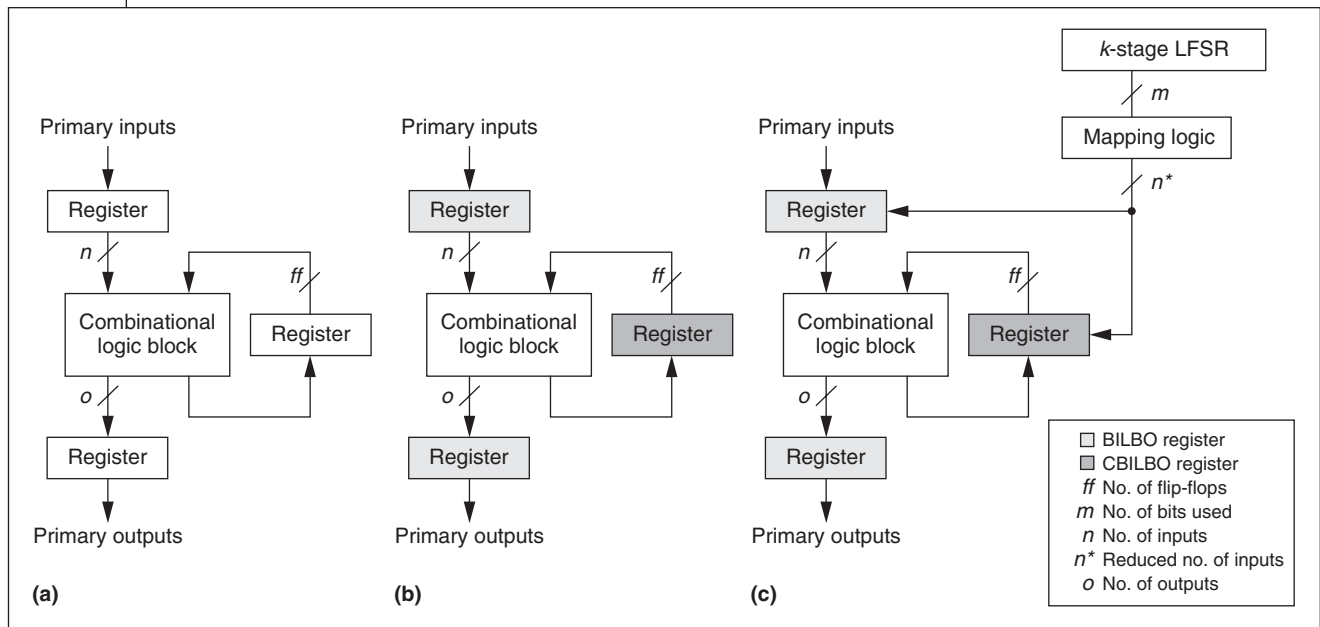 Primary inputs
Register
n
ff
Combinational
logic block
Register
o
Register
Primary outputs
(a)
Primary inputs
Register
n
ff
Combinational
logic block
Register
o
Register
Primary outputs
(b)
k-stage LFSR
m
Mapping logic
n*
Primary inputs
Register
n
ff
Combinational
logic block
Register
o
Register
Primary outputs
(c)
BILBO register
CBILBO register
ff No. of flip-flops
m No. of bits used
n No. of inputs
n* Reduced no. of inputs
o No. of outputs